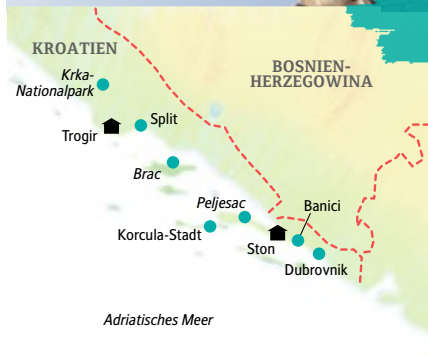 KROATIEN
BOSNIEN-
HERZEGOWINA
Krka-
Nationalpark
Split
Trogir
Brac
Peljesac
Banici
Korcula-Stadt
Ston
Dubrovnik
Adriatisches Meer